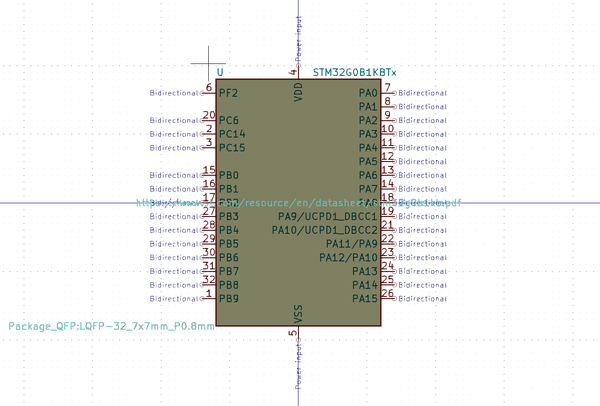 Power input
4
U STM32G0B1KBTx
VDD
Bidirectional 6 PF2 PA0 7 Bidirectional
PA1 8 Bidirectional
Bidirectional 20 PC6 PA2 9 Bidirectional
Bidirectional 2 PC14 PA3 10 Bidirectional
Bidirectional 3 PC15 PA4 11 Bidirectional
PA5 12 Bidirectional
Bidirectional 15 PB0 PA6 13 Bidirectional
Bidirectional 16 PB1 PA7 14 Bidirectional
17 18
Bidirectional 27 PB3 PA9/UCPD1_DBCC1 19 Bidirectional
Bidirectional 28 PB4 PA10/UCPD1_DBCC2 21 Bidirectional
Bidirectional 29 PB5 PA11/PA9 22 Bidirectional
Bidirectional 30 PB6 PA12/PA10 23 Bidirectional
Bidirectional 31 PB7 PA13 24 Bidirectional
Bidirectional 32 PB8 PA14 25 Bidirectional
Bidirectional 1 PB9 PA15 26 Bidirectional
VSS
Package_QFP:LQFP-32_7x7mm_P0.8mm
5
Power input